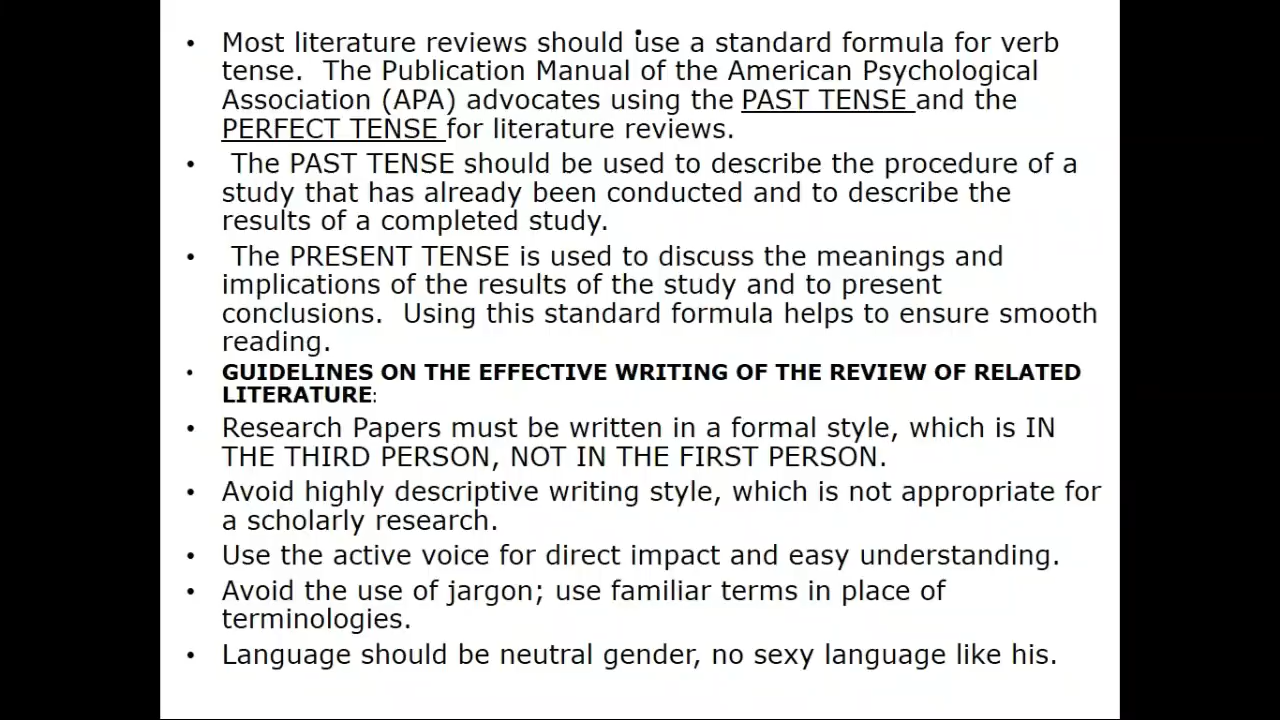 • Most literature reviews should use a standard formula for verb
tense.  The Publication Manual of the American Psychological
Association (APA) advocates using the PAST TENSE and the
PERFECT TENSE for literature reviews.
•  The PAST TENSE should be used to describe the procedure of a
study that has already been conducted and to describe the
results of a completed study.
•  The PRESENT TENSE is used to discuss the meanings and
implications of the results of the study and to present
conclusions.  Using this standard formula helps to ensure smooth
reading.
• GUIDELINES ON THE EFFECTIVE WRITING OF THE REVIEW OF RELATED
LITERATURE:
• Research Papers must be written in a formal style, which is IN
THE THIRD PERSON, NOT IN THE FIRST PERSON.
• Avoid highly descriptive writing style, which is not appropriate for
a scholarly research.
• Use the active voice for direct impact and easy understanding.
• Avoid the use of jargon; use familiar terms in place of
terminologies.
• Language should be neutral gender, no sexy language like his.